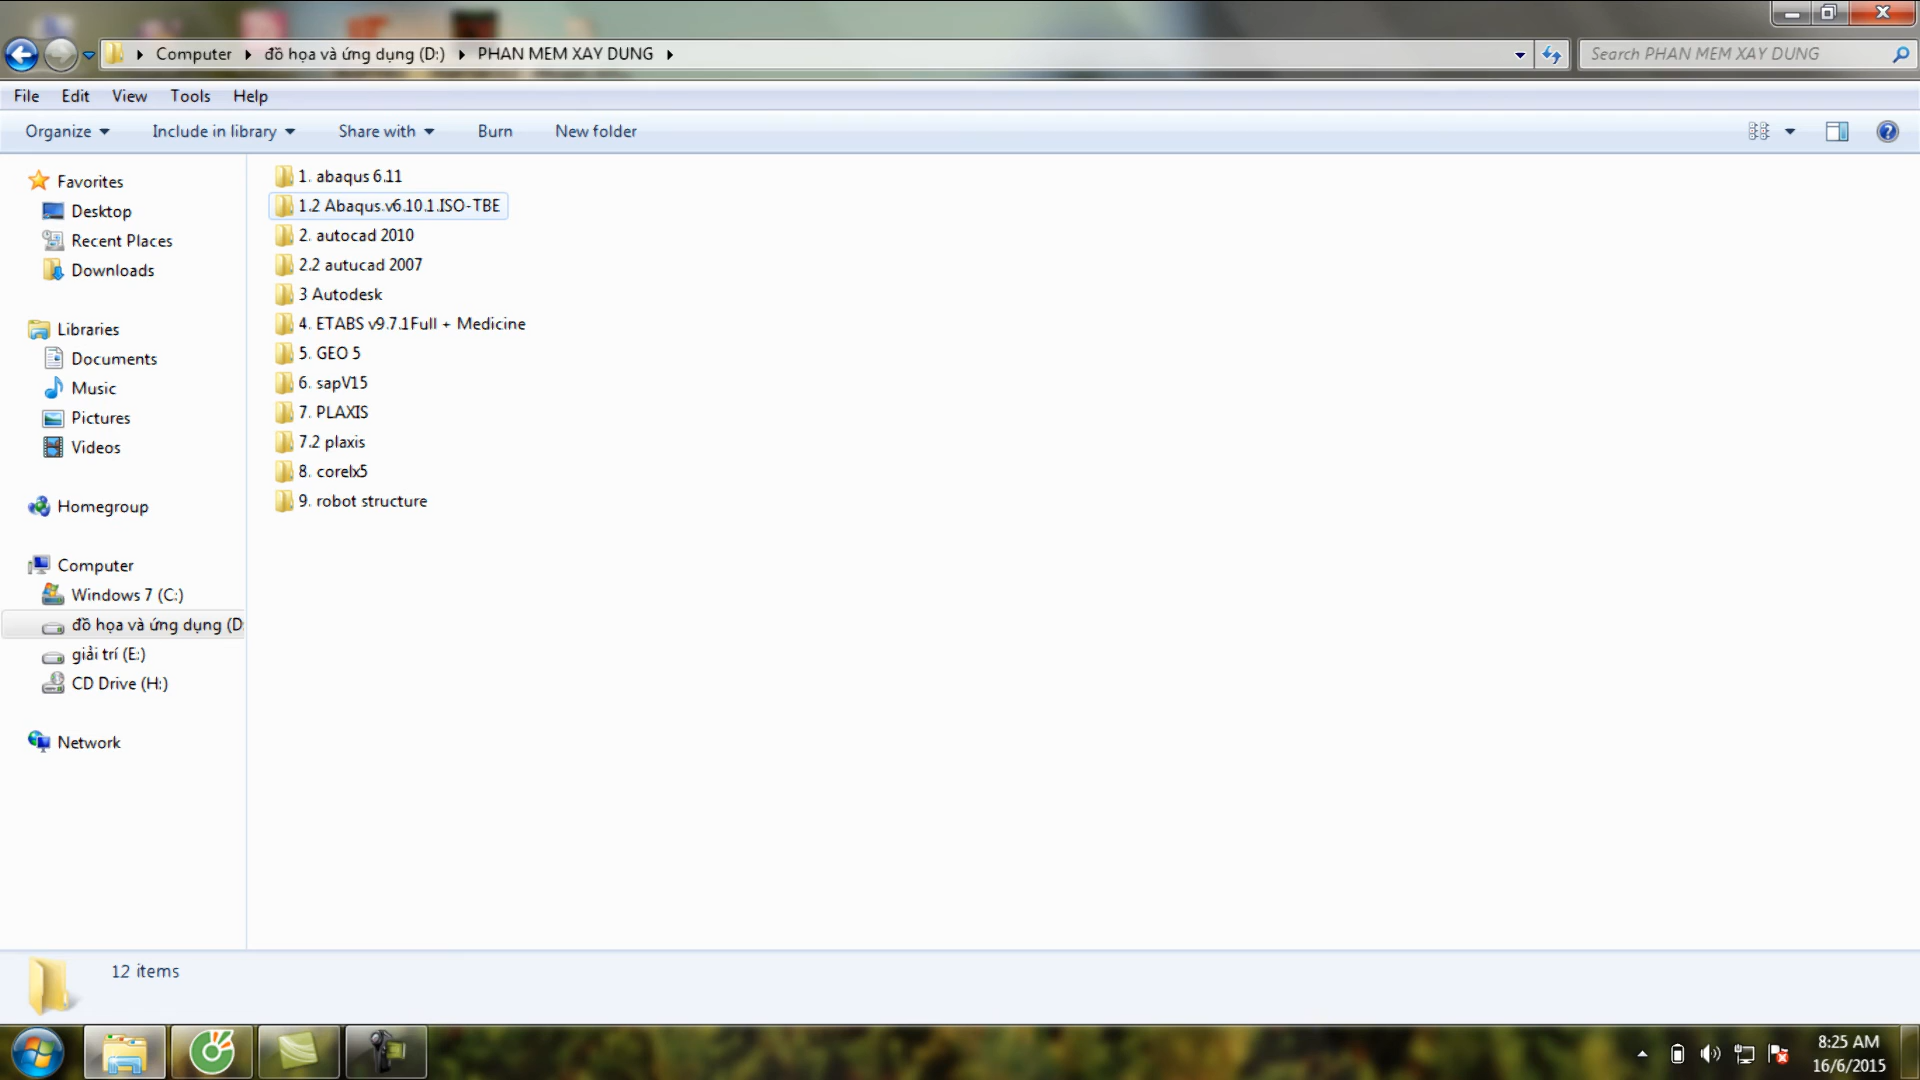 Computer ▸ đồ họa và ứng dụng (D:) ▸ PHAN MEM XAY DUNG ▸
Search PHAN MEM XAY DUNG
File Edit View Tools Help
Organize Include in library Share with Burn New folder
Favorites
Desktop
Recent Places
Downloads
Libraries
Documents
Music
Pictures
Videos
Homegroup
Computer
Windows 7 (C:)
đồ họa và ứng dụng (D:
giải trí (E:)
CD Drive (H:)
Network
1. abaqus 6.11
1.2 Abaqus.v6.10.1.ISO-TBE
2. autocad 2010
2.2 autucad 2007
3 Autodesk
4. ETABS v9.7.1Full + Medicine
5. GEO 5
6. sapV15
7. PLAXIS
7.2 plaxis
8. corelx5
9. robot structure
12 items
8:25 AM
16/6/2015